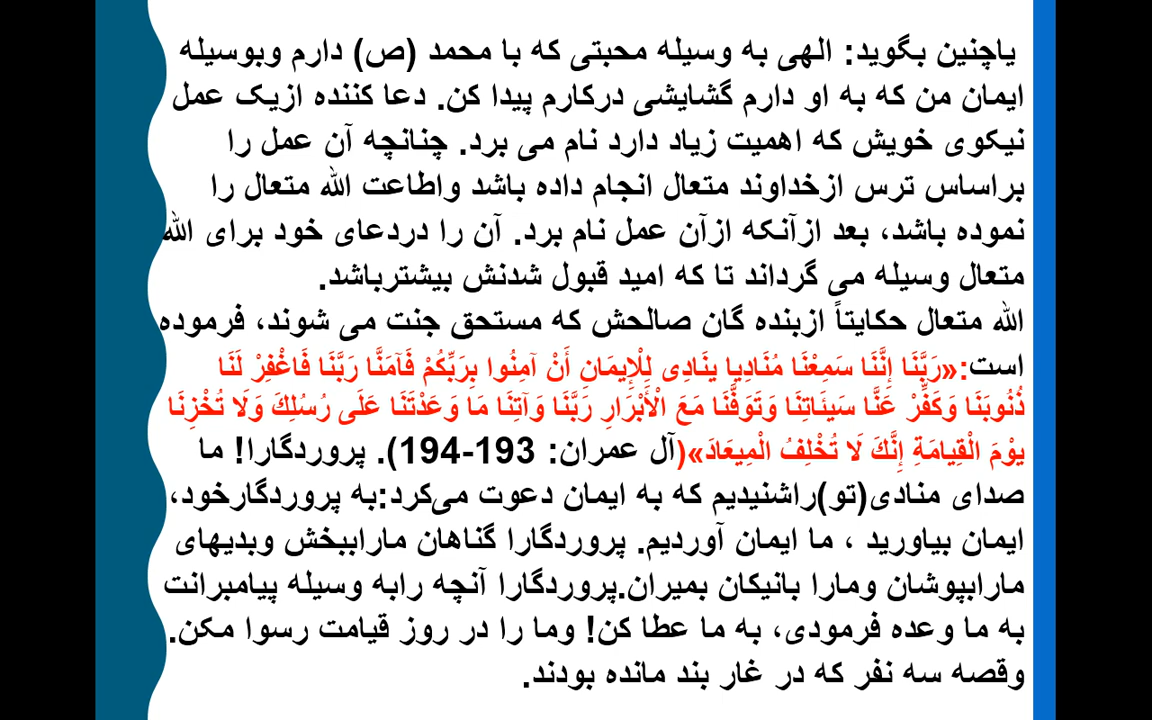 یاچنین بگوید: الهی به وسیله محبتی که با محمد (ص) دارم وبوسیله
ایمان من که به او دارم گشایشی درکارم پیدا کن. دعا کننده ازیک عمل
نیکوی خویش که اهمیت زیاد دارد نام می برد. چنانچه آن عمل را
براساس ترس ازخداوند متعال انجام داده باشد واطاعت الله متعال را
نموده باشد، بعد ازآنکه ازآن عمل نام برد. آن را دردعای خود برای الله
متعال وسیله می گرداند تا که امید قبول شدنش بیشترباشد.
الله متعال حکایتاً ازبنده گان صالحش که مستحق جنت می شوند، فرموده
است:«رَبَّنَا إِنَّنَا سَمِعْنَا مُنَادِیا ینَادِی لِلْإِیمَانِ أَنْ آمِنُوا بِرَبِّكُمْ فَآمَنَّا رَبَّنَا فَاغْفِرْ لَنَا
ذُنُوبَنَا وَكَفِّرْ عَنَّا سَیئَاتِنَا وَتَوَفَّنَا مَعَ الْأَبْرَارِ رَبَّنَا وَآتِنَا مَا وَعَدْتَنَا عَلَى رُسُلِكَ وَلَا تُخْزِنَا
یوْمَ الْقِیامَةِ إِنَّكَ لَا تُخْلِفُ الْمِیعَادَ»(آل عمران: 193-194). پروردگارا! ما
صدای منادی(تو)راشنیدیم که به ایمان دعوت می‌کرد:به پروردگارخود،
ایمان بیاورید ، ما ایمان آوردیم. پروردگارا گناهان ماراببخش وبدیهای
مارابپوشان ومارا بانیکان بمیران.پروردگارا آنچه رابه وسیله پیامبرانت
به ما وعده فرمودی، به ما عطا کن! وما را در روز قیامت رسوا مکن.
وقصه سه نفر که در غار بند مانده بودند.